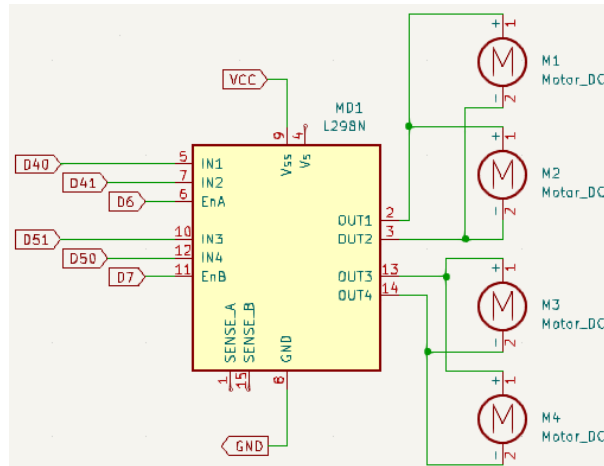 + 1
M1
Motor_DC
- 2
VCC
MD1
L298N
9 4
Vss Vs
+ 1
M2
Motor_DC
- 2
D40 5 IN1
D41 7 IN2
D6 6 EnA
OUT1 2
D51 10 IN3
OUT2 3
D50 12 IN4
D7 11 EnB
OUT3 13
OUT4 14
+ 1
M3
Motor_DC
- 2
SENSE_A SENSE_B GND
1 15 8
+ 1
M4
Motor_DC
- 2
GND
M
M
M
M